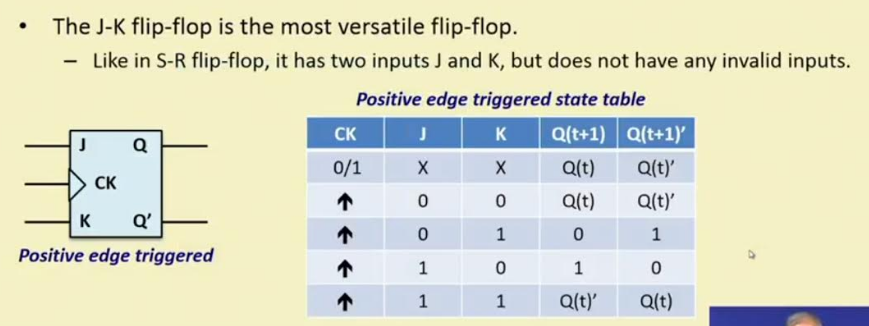 • The J-K flip-flop is the most versatile flip-flop.
– Like in S-R flip-flop, it has two inputs J and K, but does not have any invalid inputs.
Positive edge triggered state table
CK J K Q(t+1) Q(t+1)′
0/1 X X Q(t) Q(t)′
↑ 0 0 Q(t) Q(t)′
↑ 0 1 0 1
↑ 1 0 1 0
↑ 1 1 Q(t)′ Q(t)
J Q
CK
K Q′
Positive edge triggered